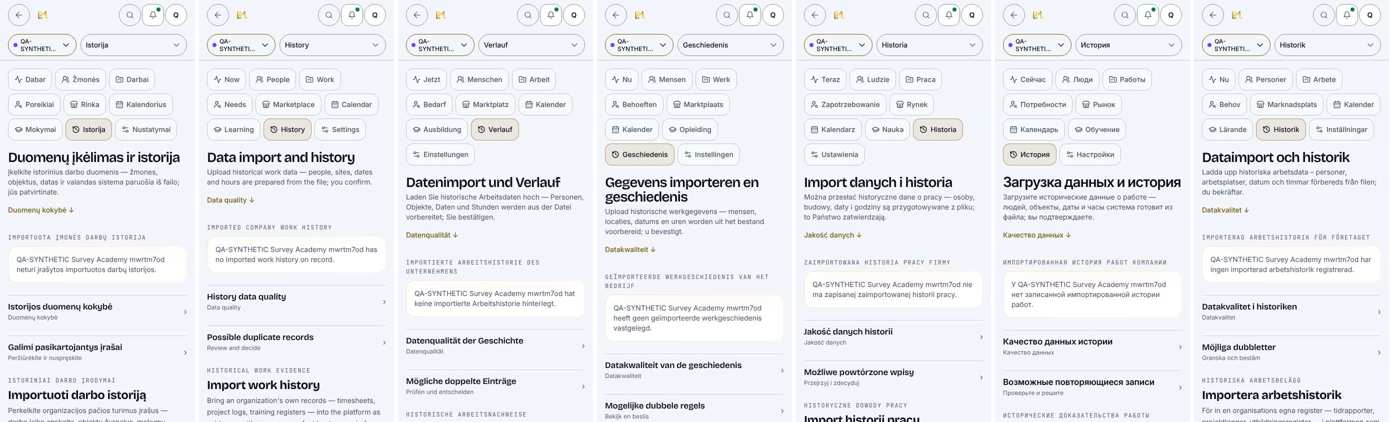 Q
QA-
SYNTHETI...
Istorija
Dabar
Žmonės
Darbai
Poreikiai
Rinka
Kalendorius
Mokymai
Istorija
Nustatymai
Duomenų įkėlimas ir istorija
Įkelkite istorinius darbo duomenis — žmones,
objektus, datas ir valandas sistema paruošia iš failo;
jūs patvirtinate.
Duomenų kokybė ↓
IMPORTUOTA ĮMONĖS DARBŲ ISTORIJA
QA-SYNTHETIC Survey Academy mwrtm7od
neturi įrašytos importuotos darbų istorijos.
Istorijos duomenų kokybė
Duomenų kokybė
Galimi pasikartojantys įrašai
Peržiūrėkite ir nuspręskite
ISTORINIAI DARBO ĮRODYMAI
Importuoti darbo istoriją
Perkelkite organizacijos pačios turimus įrašus —
Q
QA-
SYNTHETI...
History
Now
People
Work
Needs
Marketplace
Calendar
Learning
History
Settings
Data import and history
Upload historical work data — people, sites, dates
and hours are prepared from the file; you confirm.
Data quality ↓
IMPORTED COMPANY WORK HISTORY
QA-SYNTHETIC Survey Academy mwrtm7od has
no imported work history on record.
History data quality
Data quality
Possible duplicate records
Review and decide
HISTORICAL WORK EVIDENCE
Import work history
Bring an organization's own records — timesheets,
project logs, training registers — into the platform as
Q
QA-
SYNTHETI...
Verlauf
Jetzt
Menschen
Arbeit
Bedarf
Marktplatz
Kalender
Ausbildung
Verlauf
Einstellungen
Datenimport und Verlauf
Laden Sie historische Arbeitsdaten hoch — Personen,
Objekte, Daten und Stunden werden aus der Datei
vorbereitet; Sie bestätigen.
Datenqualität ↓
IMPORTIERTE ARBEITSHISTORIE DES
UNTERNEHMENS
QA-SYNTHETIC Survey Academy mwrtm7od hat
keine importierte Arbeitshistorie hinterlegt.
Datenqualität der Geschichte
Datenqualität
Mögliche doppelte Einträge
Prüfen und entscheiden
HISTORISCHE ARBEITSNACHWEISE
Q
QA-
SYNTHETI...
Geschiedenis
Nu
Mensen
Werk
Behoeften
Marktplaats
Kalender
Opleiding
Geschiedenis
Instellingen
Gegevens importeren en
geschiedenis
Upload historische werkgegevens — mensen,
locaties, datums en uren worden uit het bestand
voorbereid; u bevestigt.
Datakwaliteit ↓
GEÏMPORTEERDE WERKGESCHIEDENIS VAN HET
BEDRIJF
QA-SYNTHETIC Survey Academy mwrtm7od
heeft geen geïmporteerde werkgeschiedenis
vastgelegd.
Datakwaliteit van de geschiedenis
Datakwaliteit
Mogelijke dubbele regels
Bekijk en beslis
Q
QA-
SYNTHETI...
Historia
Teraz
Ludzie
Praca
Zapotrzebowanie
Rynek
Kalendarz
Nauka
Historia
Ustawienia
Import danych i historia
Można przesłać historyczne dane o pracy — osoby,
budowy, daty i godziny są przygotowywane z pliku;
to Państwo zatwierdzają.
Jakość danych ↓
ZAIMPORTOWANA HISTORIA PRACY FIRMY
QA-SYNTHETIC Survey Academy mwrtm7od nie
ma zapisanej zaimportowanej historii pracy.
Jakość danych historii
Jakość danych
Możliwe powtórzone wpisy
Przejrzyj i zdecyduj
HISTORYCZNE DOWODY PRACY
Import historii pracy
Q
QA-
SYNTHETI...
История
Сейчас
Люди
Работы
Потребности
Рынок
Календарь
Обучение
История
Настройки
Загрузка данных и история
Загрузите исторические данные о работе —
людей, объекты, даты и часы система готовит из
файла; вы подтверждаете.
Качество данных ↓
ИМПОРТИРОВАННАЯ ИСТОРИЯ РАБОТ КОМПАНИИ
У QA-SYNTHETIC Survey Academy mwrtm7od
нет записанной импортированной истории
работ.
Качество данных истории
Качество данных
Возможные повторяющиеся записи
Проверьте и решите
ИСТОРИЧЕСКИЕ ДОКАЗАТЕЛЬСТВА РАБОТЫ
Q
QA-
SYNTHETI...
Historik
Nu
Personer
Arbete
Behov
Marknadsplats
Kalender
Lärande
Historik
Inställningar
Dataimport och historik
Ladda upp historiska arbetsdata – personer,
arbetsplatser, datum och timmar förbereds från filen;
du bekräftar.
Datakvalitet ↓
IMPORTERAD ARBETSHISTORIK FÖR FÖRETAGET
QA-SYNTHETIC Survey Academy mwrtm7od har
ingen importerad arbetshistorik registrerad.
Datakvalitet i historiken
Datakvalitet
Möjliga dubbletter
Granska och bestäm
HISTORISKA ARBETSBELÄGG
Importera arbetshistorik
För in en organisations egna register — tidrapporter,